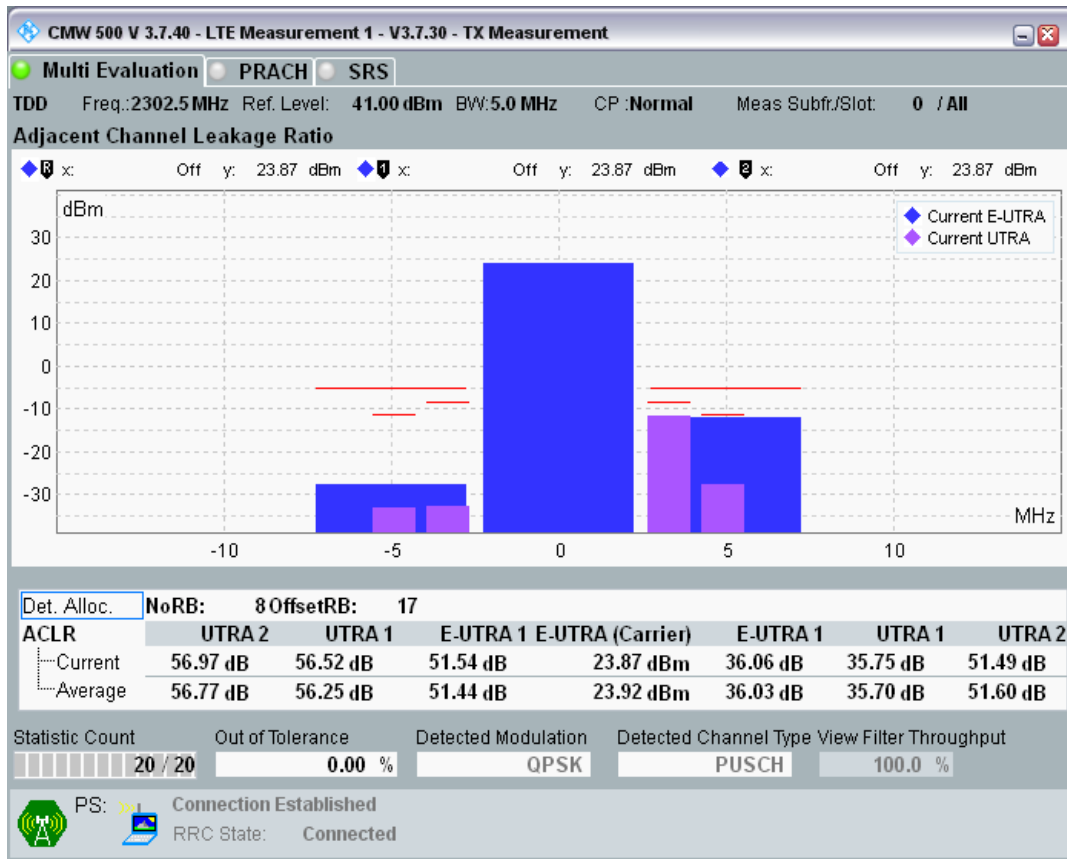 CMW 500 V 3.7.40 - LTE Measurement 1 - V3.7.30 - TX Measurement
Multi Evaluation PRACH SRS
TDD Freq.:2302.5 MHz Ref. Level: 41.00 dBm BW:5.0 MHz CP :Normal Meas Subfr./Slot: 0 / All
Adjacent Channel Leakage Ratio
R x: Off y: 23.87 dBm 1 x: Off y: 23.87 dBm 2 x: Off y: 23.87 dBm
dBm
Current E-UTRA
Current UTRA
30
20
10
0
-10
-20
-30
MHz
-10 -5 0 5 10
Det. Alloc. NoRB: 8 OffsetRB: 17
ACLR UTRA 2 UTRA 1 E-UTRA 1 E-UTRA (Carrier) E-UTRA 1 UTRA 1 UTRA 2
Current 56.97 dB 56.52 dB 51.54 dB 23.87 dBm 36.06 dB 35.75 dB 51.49 dB
Average 56.77 dB 56.25 dB 51.44 dB 23.92 dBm 36.03 dB 35.70 dB 51.60 dB
Statistic Count Out of Tolerance Detected Modulation Detected Channel Type View Filter Throughput
20 / 20 0.00 % QPSK PUSCH 100.0 %
PS: Connection Established
RRC State: Connected